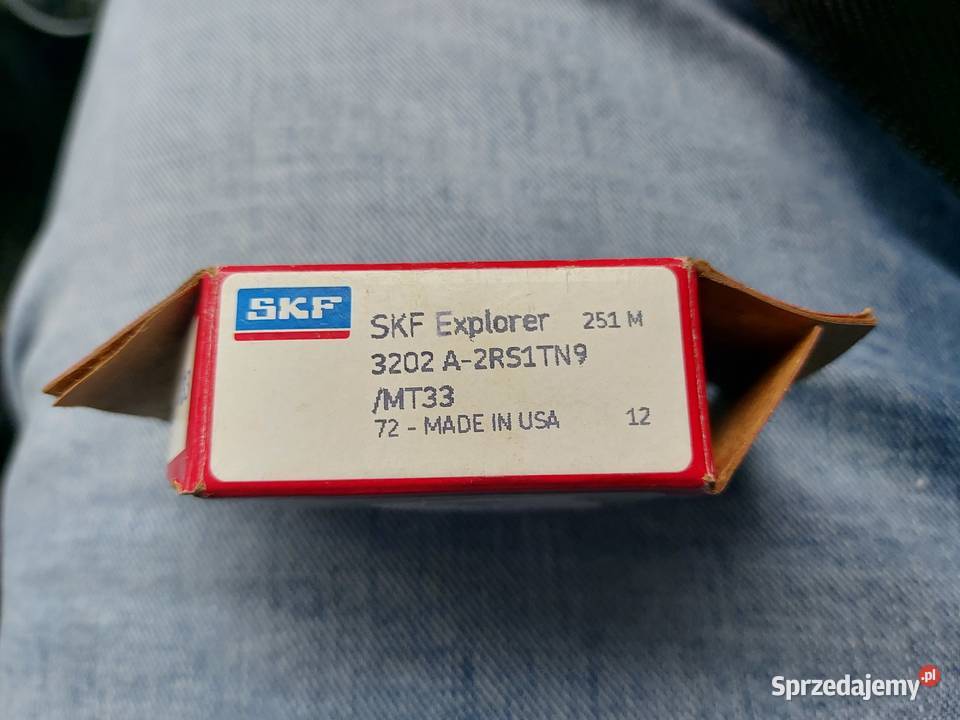 SKF
SKF Explorer 251 M
3202 A-2RS1TN9
/MT33
72 - MADE IN USA 12
Sprzedajemy.pl